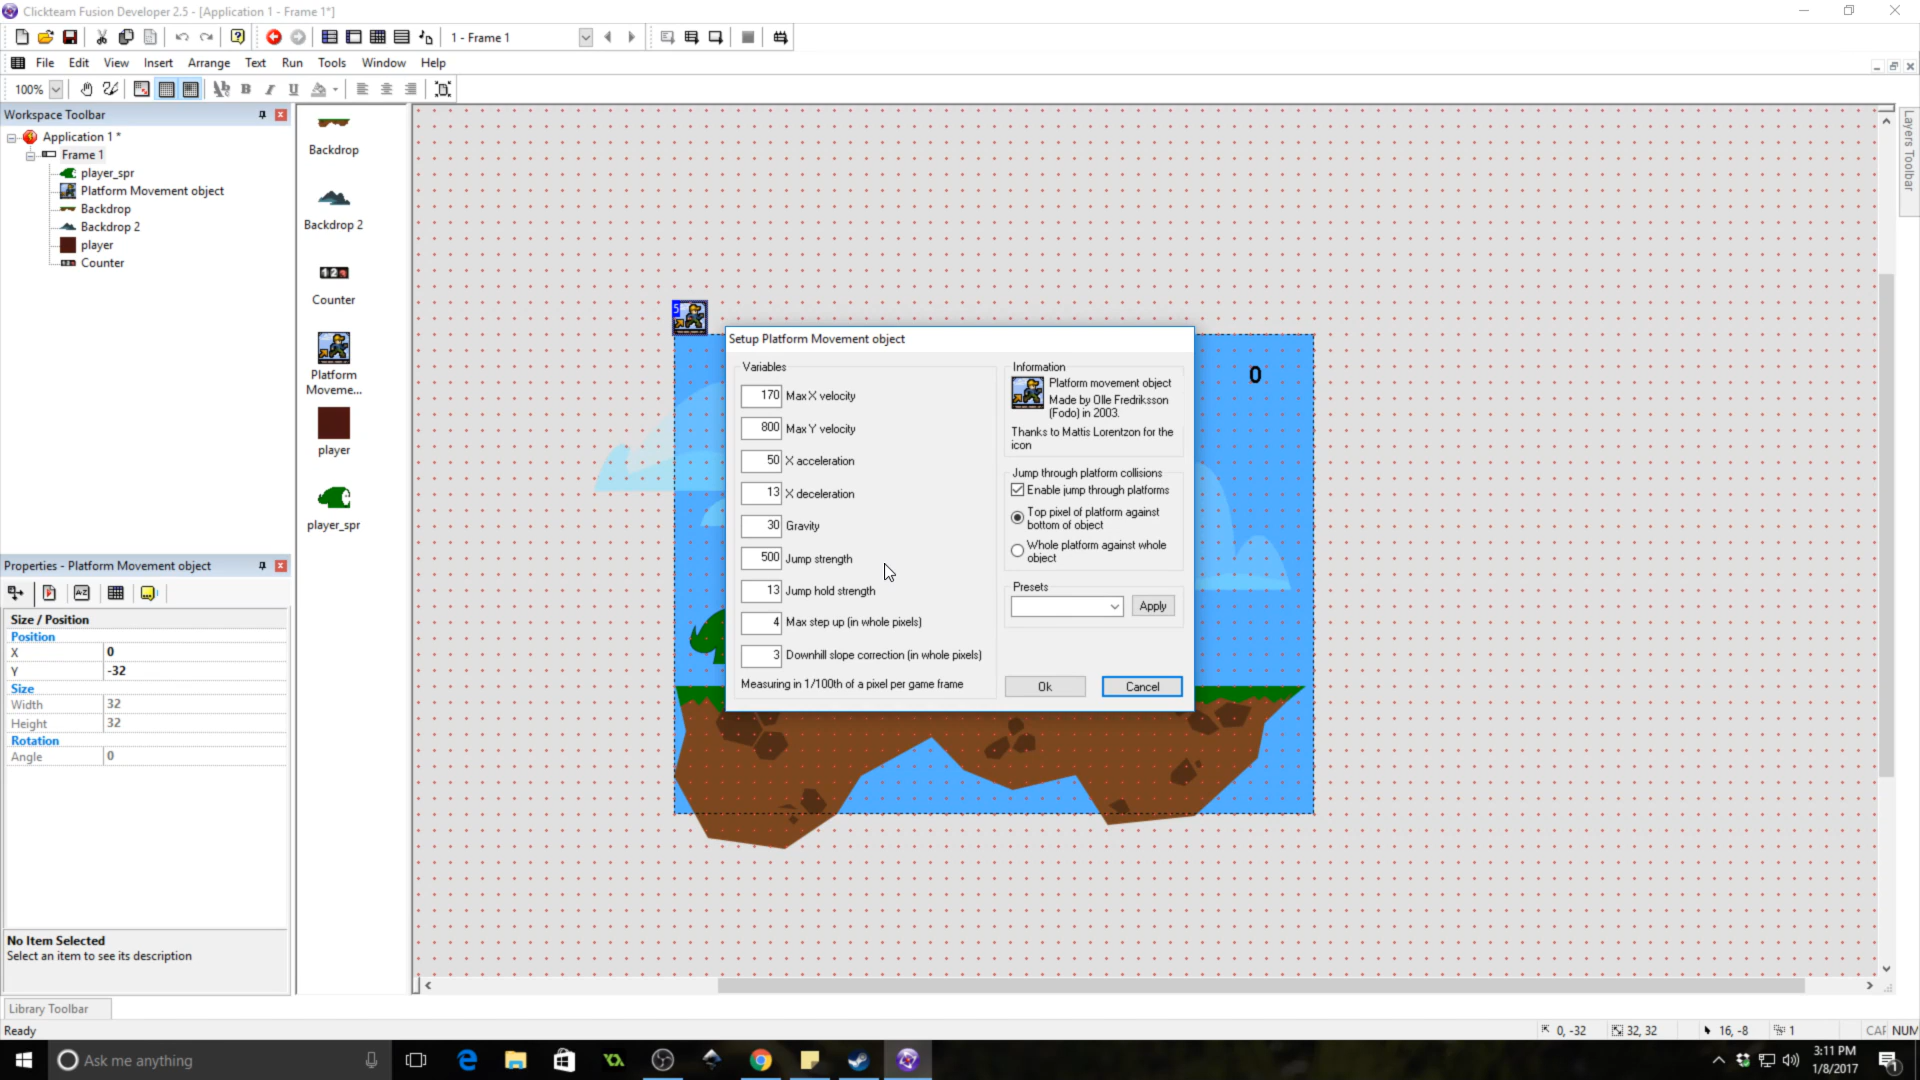 Clickteam Fusion Developer 2.5 - [Application 1 - Frame 1*]
1 - Frame 1
File Edit View Insert Arrange Text Run Tools Window Help
100%
Workspace Toolbar
Application 1 *
Frame 1
player_spr
Platform Movement object
Backdrop
Backdrop 2
player
Counter
Backdrop
Backdrop 2
Counter
Platform
Moveme...
player
player_spr
Layers Toolbar
5
0
Setup Platform Movement object
Variables
170 Max X velocity
800 Max Y velocity
50 X acceleration
13 X deceleration
30 Gravity
500 Jump strength
13 Jump hold strength
4 Max step up (in whole pixels)
3 Downhill slope correction (in whole pixels)
Measuring in 1/100th of a pixel per game frame
Information
Platform movement object
Made by Olle Fredriksson
(Fodo) in 2003.
Thanks to Mattis Lorentzon for the
icon
Jump through platform collisions
Enable jump through platforms
Top pixel of platform against
bottom of object
Whole platform against whole
object
Presets
Apply
Ok
Cancel
Properties - Platform Movement object
Size / Position
Position
X 0
Y -32
Size
Width 32
Height 32
Rotation
Angle 0
No Item Selected
Select an item to see its description
Library Toolbar
Ready
0, -32
32, 32
16, -8
1
CAP NUM
Ask me anything
3:11 PM
1/8/2017
1